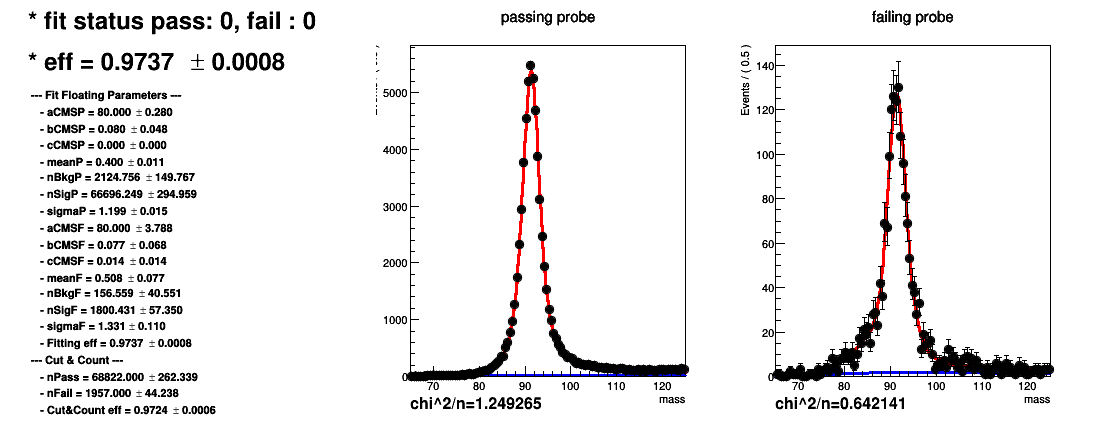 * fit status pass: 0, fail : 0
* eff = 0.9737 ± 0.0008
--- Fit Floating Parameters ---
- aCMSP = 80.000 ± 0.280
- bCMSP = 0.080 ± 0.048
- cCMSP = 0.000 ± 0.000
- meanP = 0.400 ± 0.011
- nBkgP = 2124.756 ± 149.767
- nSigP = 66696.249 ± 294.959
- sigmaP = 1.199 ± 0.015
- aCMSF = 80.000 ± 3.788
- bCMSF = 0.077 ± 0.068
- cCMSF = 0.014 ± 0.014
- meanF = 0.508 ± 0.077
- nBkgF = 156.559 ± 40.551
- nSigF = 1800.431 ± 57.350
- sigmaF = 1.331 ± 0.110
- Fitting eff = 0.9737 ± 0.0008
--- Cut & Count ---
- nPass = 68822.000 ± 262.339
- nFail = 1957.000 ± 44.238
- Cut&Count eff = 0.9724 ± 0.0006
passing probe
5000
4000
3000
2000
1000
0
70 80 90 100 110 120
mass
chi^2/n=1.249265
failing probe
Events / ( 0.5 )
140
120
100
80
60
40
20
0
70 80 90 100 110 120
mass
chi^2/n=0.642141